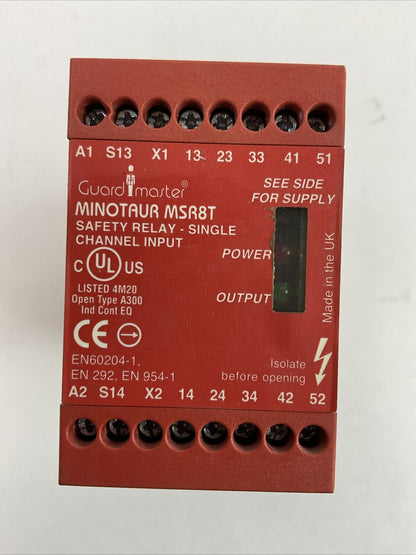 A1 S13 X1 13 23 33 41 51
Guardmaster®
SEE SIDE
FOR SUPPLY
MINOTAUR MSR8T
SAFETY RELAY - SINGLE
CHANNEL INPUT
POWER
C UL US
LISTED 4M20
Open Type A300
Ind Cont EQ
OUTPUT
Made in the UK
CE
EN60204-1,
EN 292, EN 954-1
Isolate
before opening
A2 S14 X2 14 24 34 42 52